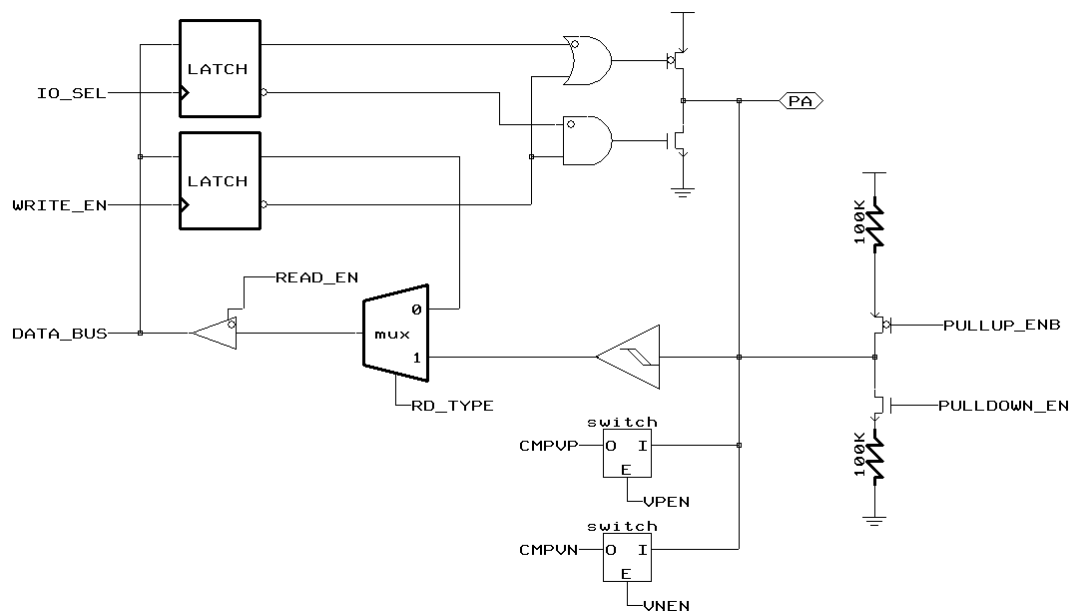 LATCH
IO_SEL
PA
LATCH
WRITE_EN
100K
READ_EN
0
DATA_BUS
mux
PULLUP_ENB
1
RD_TYPE
PULLDOWN_EN
switch
CMPVP
O I
E
100K
VPEN
switch
CMPVN
O I
E
VNEN